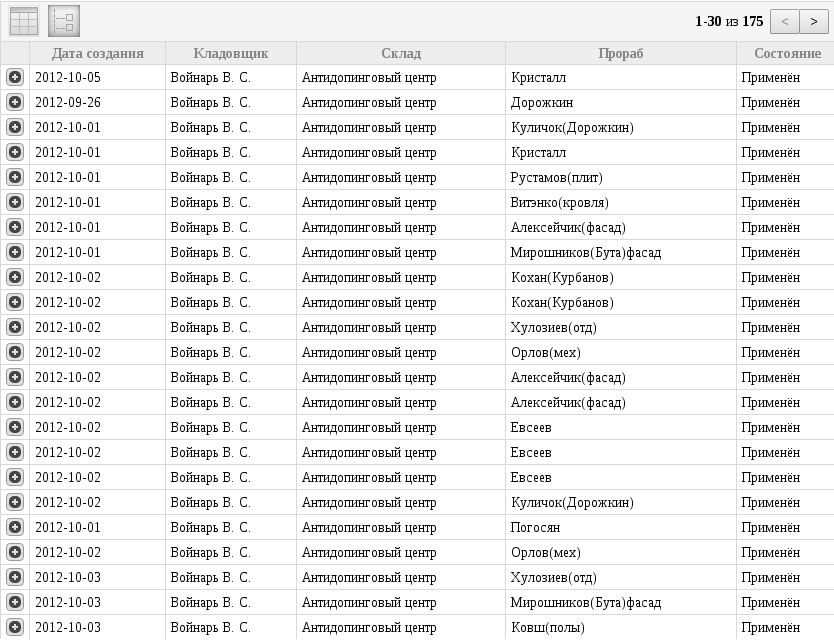 1-30 из 175 < >
Дата создания Кладовщик Склад Прораб Состояние
2012-10-05 Войнарь В. С. Антидопинговый центр Кристалл Применён
2012-09-26 Войнарь В. С. Антидопинговый центр Дорожкин Применён
2012-10-01 Войнарь В. С. Антидопинговый центр Куличок(Дорожкин) Применён
2012-10-01 Войнарь В. С. Антидопинговый центр Кристалл Применён
2012-10-01 Войнарь В. С. Антидопинговый центр Рустамов(плит) Применён
2012-10-01 Войнарь В. С. Антидопинговый центр Витэнко(кровля) Применён
2012-10-01 Войнарь В. С. Антидопинговый центр Алексейчик(фасад) Применён
2012-10-01 Войнарь В. С. Антидопинговый центр Мирошников(Бута)фасад Применён
2012-10-02 Войнарь В. С. Антидопинговый центр Кохан(Курбанов) Применён
2012-10-02 Войнарь В. С. Антидопинговый центр Кохан(Курбанов) Применён
2012-10-02 Войнарь В. С. Антидопинговый центр Хулозиев(отд) Применён
2012-10-02 Войнарь В. С. Антидопинговый центр Орлов(мех) Применён
2012-10-02 Войнарь В. С. Антидопинговый центр Алексейчик(фасад) Применён
2012-10-02 Войнарь В. С. Антидопинговый центр Алексейчик(фасад) Применён
2012-10-02 Войнарь В. С. Антидопинговый центр Евсеев Применён
2012-10-02 Войнарь В. С. Антидопинговый центр Евсеев Применён
2012-10-02 Войнарь В. С. Антидопинговый центр Евсеев Применён
2012-10-02 Войнарь В. С. Антидопинговый центр Куличок(Дорожкин) Применён
2012-10-01 Войнарь В. С. Антидопинговый центр Погосян Применён
2012-10-02 Войнарь В. С. Антидопинговый центр Орлов(мех) Применён
2012-10-03 Войнарь В. С. Антидопинговый центр Хулозиев(отд) Применён
2012-10-03 Войнарь В. С. Антидопинговый центр Мирошников(Бута)фасад Применён
2012-10-03 Войнарь В. С. Антидопинговый центр Ковш(полы) Применён